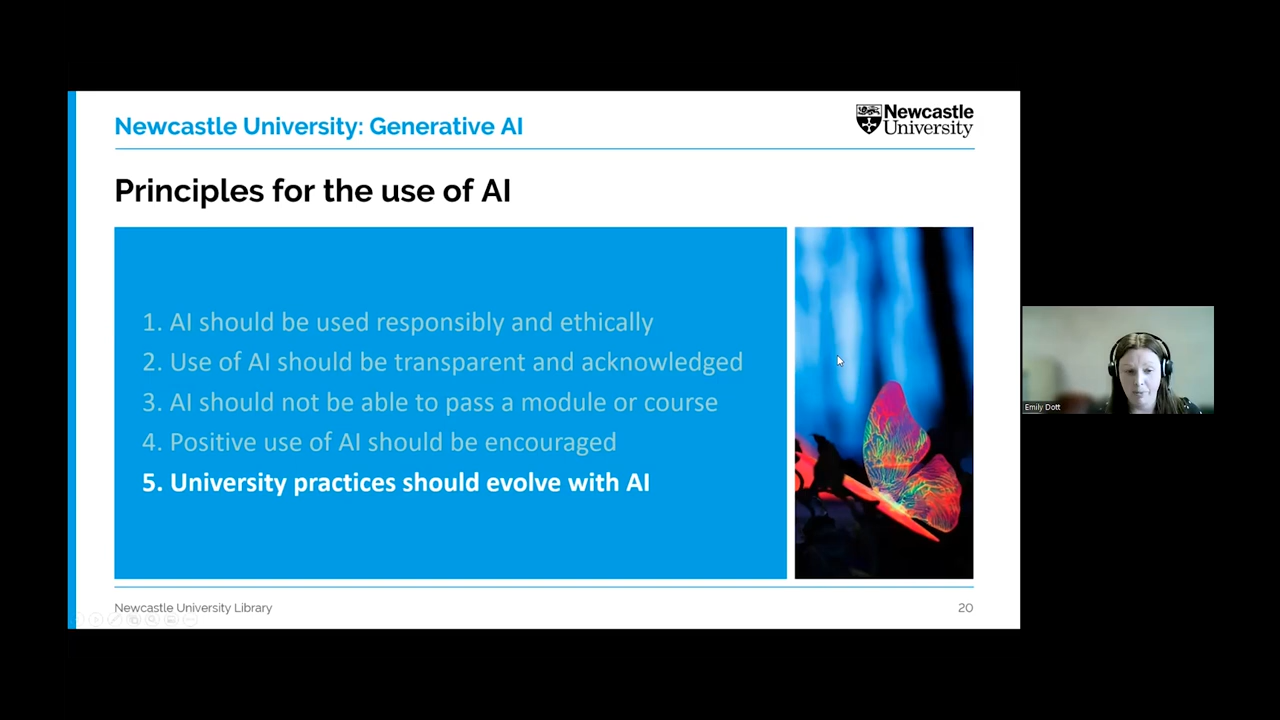 Newcastle University: Generative AI
Newcastle
University
Principles for the use of AI
1. AI should be used responsibly and ethically
2. Use of AI should be transparent and acknowledged
3. AI should not be able to pass a module or course
4. Positive use of AI should be encouraged
5. University practices should evolve with AI
Emily Dott
Newcastle University Library
20